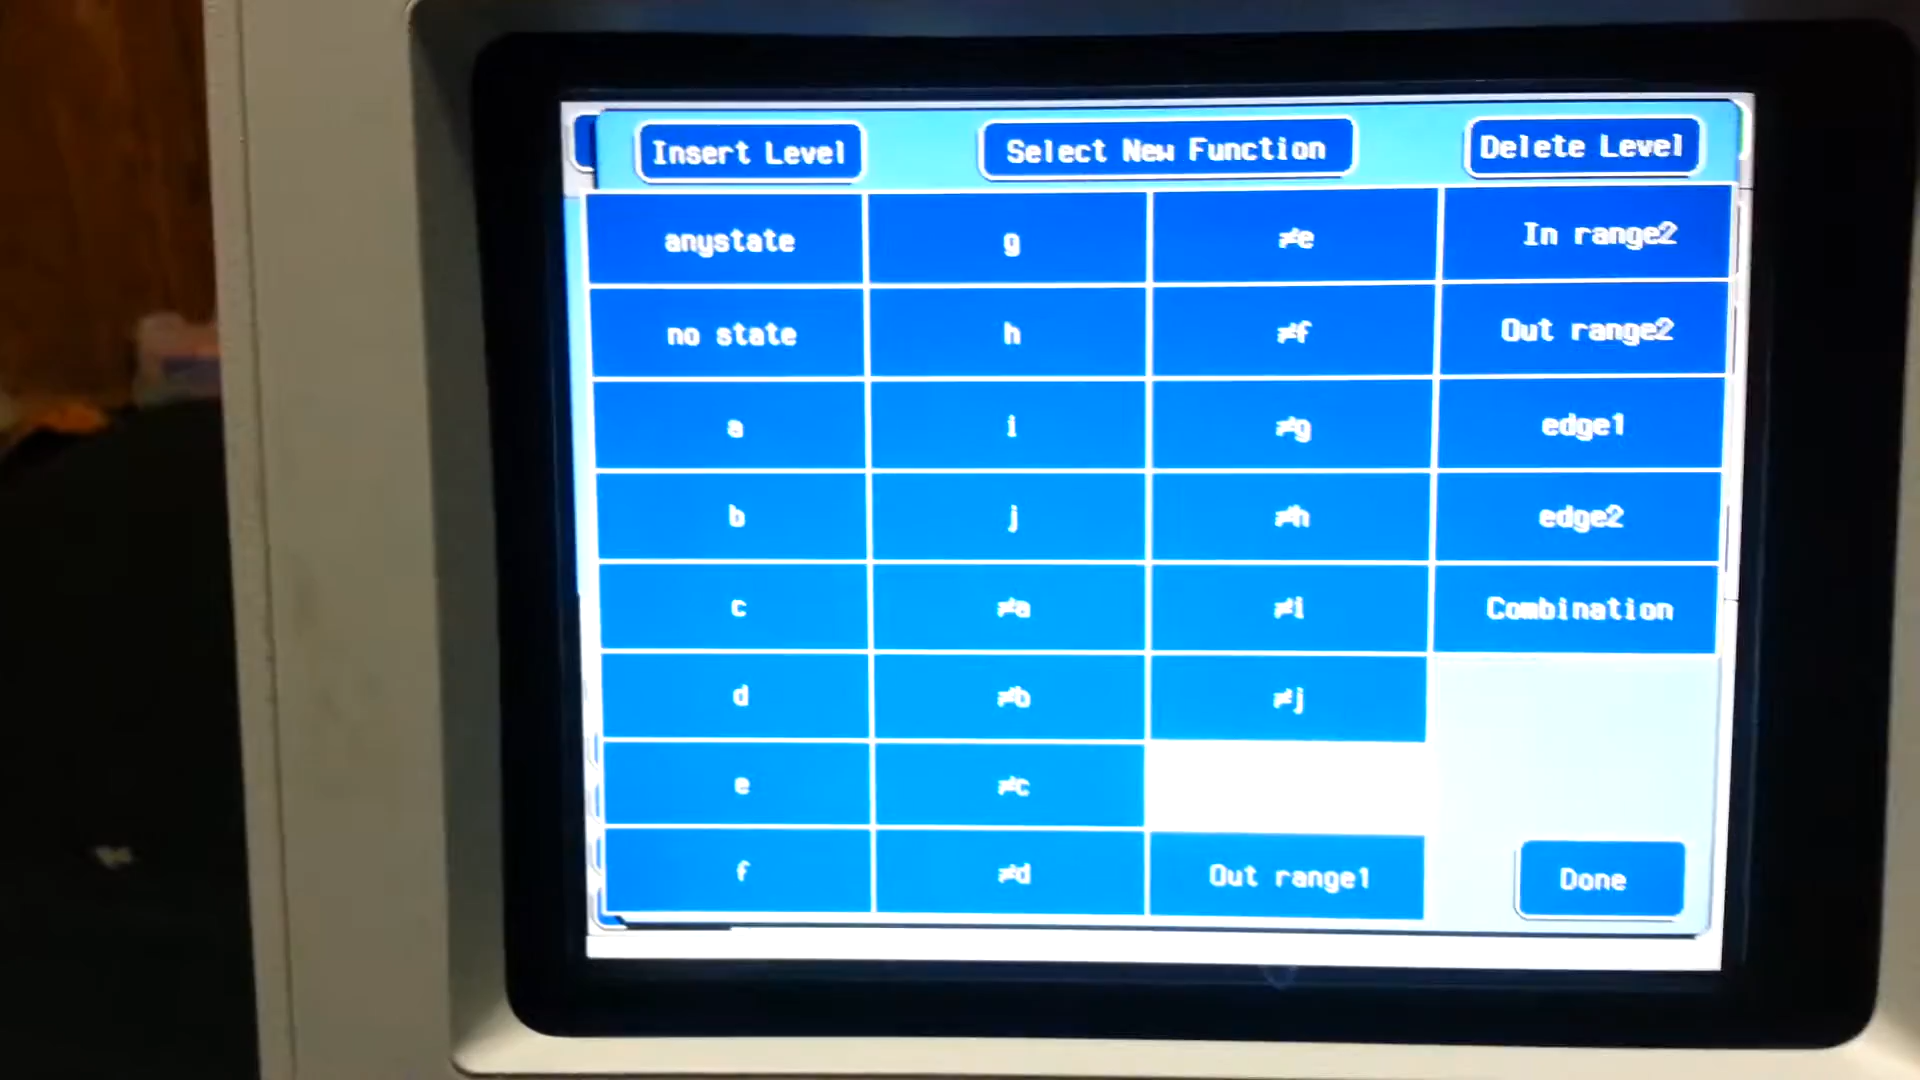 Insert Level Select New Function Delete Level
anystate g ≠e In range2
no state h ≠f Out range2
a i ≠g edge1
b j ≠h edge2
c ≠a ≠i Combination
d ≠b ≠j
e ≠c
f ≠d Out range1 Done